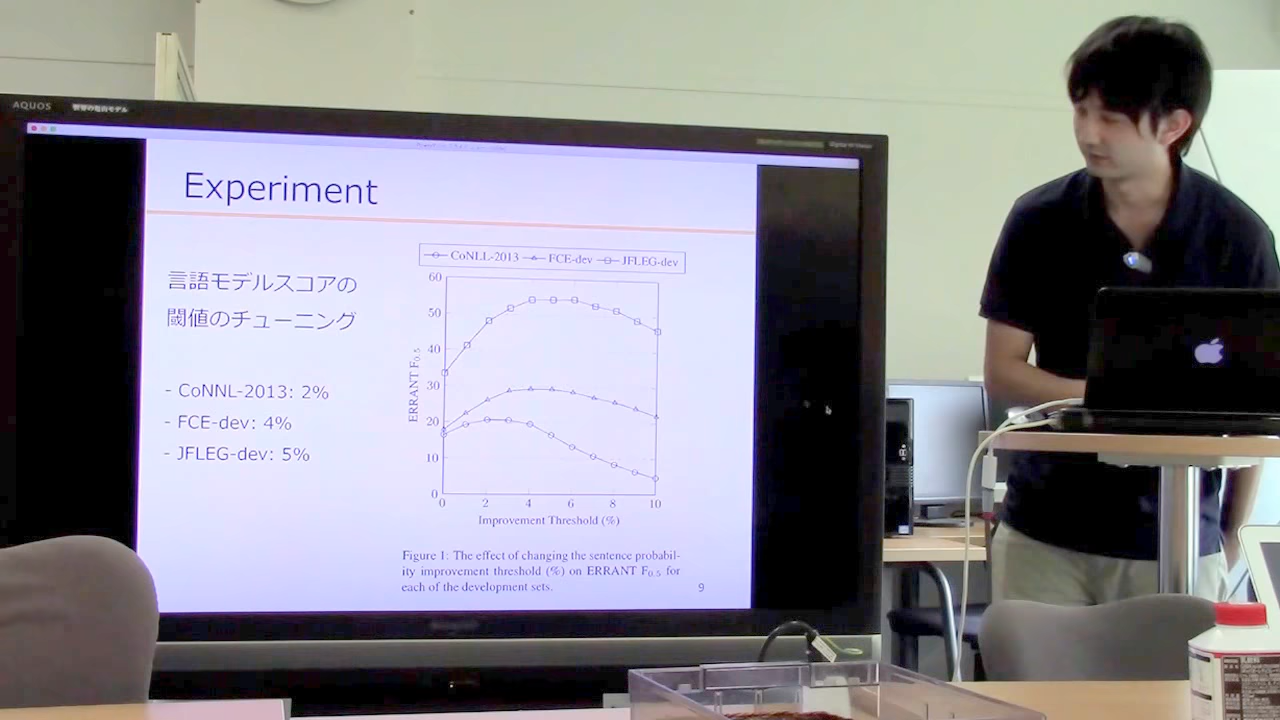 AQUOS
Experiment
言語モデルスコアの
閾値のチューニング
- CoNNL-2013: 2%
- FCE-dev: 4%
- JFLEG-dev: 5%
CoNLL-2013 FCE-dev JFLEG-dev
60
50
40
30
20
10
0
ERRANT F0.5
0 2 4 6 8 10
Improvement Threshold (%)
Figure 1: The effect of changing the sentence probabil-
ity improvement threshold (%) on ERRANT F0.5 for
each of the development sets.
9